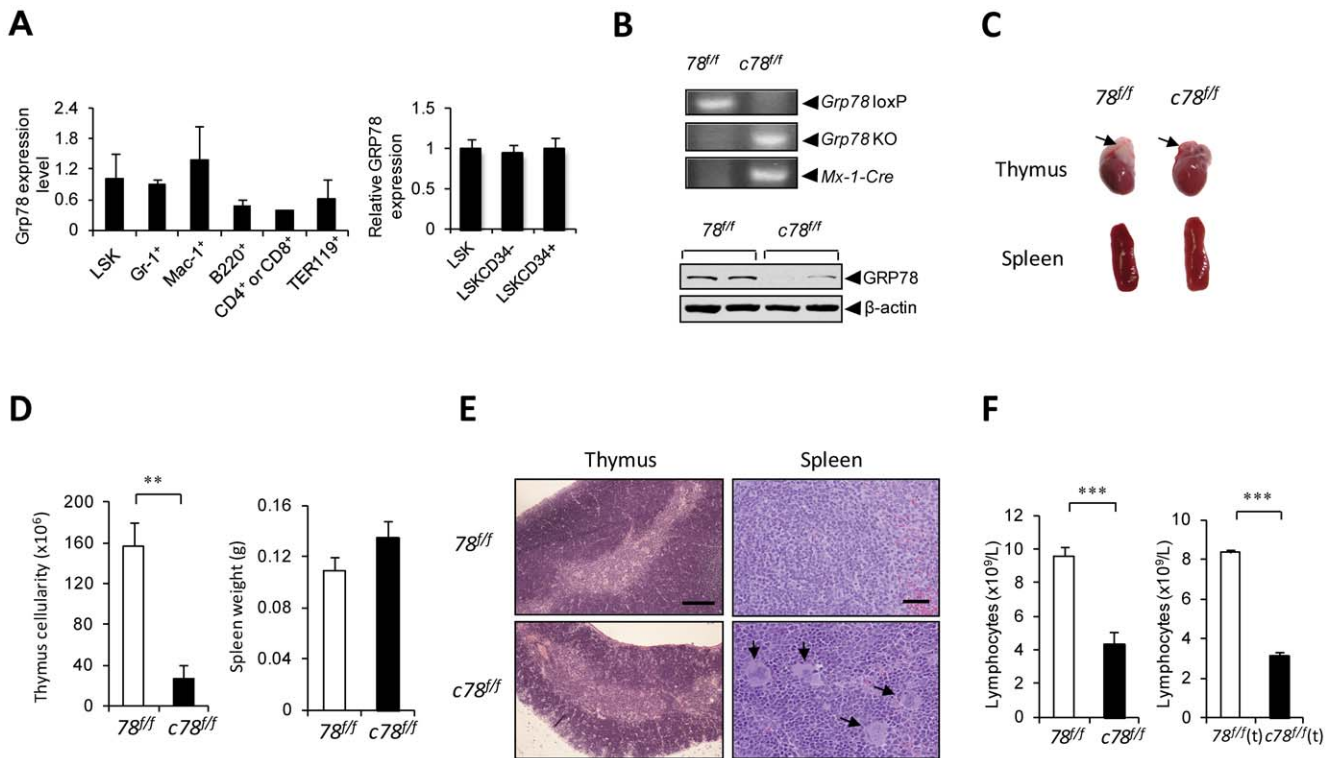 A
Grp78 expression
level
2.4
1.8
1.2
0.6
0
LSK
Gr-1⁺
Mac-1⁺
B220⁺
CD4⁺ or CD8⁺
TER119⁺
Relative GRP78
expression
1.5
1
0.5
0
LSK
LSKCD34-
LSKCD34+
B
78f/f c78f/f
Grp78 loxP
Grp78 KO
Mx-1-Cre
78f/f c78f/f
GRP78
β-actin
C
78f/f c78f/f
Thymus
Spleen
D
Thymus cellularity (x10⁶)
200
160
120
80
40
0
**
78f/f c78f/f
Spleen weight (g)
0.16
0.12
0.08
0.04
0
78f/f c78f/f
E
Thymus Spleen
78f/f
c78f/f
F
Lymphocytes (x10⁹/L)
12
10
8
6
4
2
0
***
78f/f c78f/f
Lymphocytes (x10⁹/L)
10
8
6
4
2
0
***
78f/f(t) c78f/f(t)